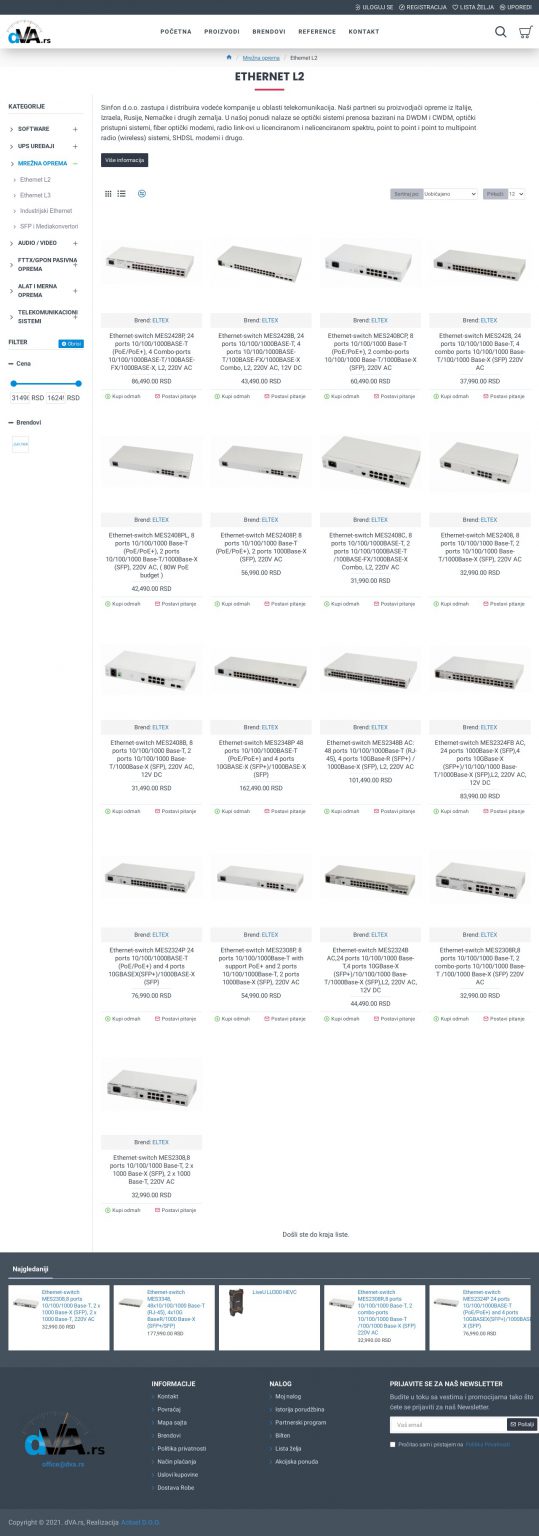 ULOGUJ SE
REGISTRACIJA
LISTA ŽELJA
UPOREDI
dVA.rs
POČETNA
PROIZVODI
BRENDOVI
REFERENCE
KONTAKT
Mrežna oprema
Ethernet L2
ETHERNET L2
KATEGORIJE
SOFTWARE +
UPS UREĐAJI +
MREŽNA OPREMA −
Ethernet L2
Ethernet L3
Industrijski Ethernet
SFP i Mediakonvertori
AUDIO / VIDEO +
FTTX/GPON PASIVNA
OPREMA +
ALAT I MERNA
OPREMA +
TELEKOMUNIKACIONI
SISTEMI +
FILTER
Obriši
Cena
RSD
RSD
Brendovi
Sinfon d.o.o. zastupa i distribuira vodeće kompanije u oblasti telekomunikacija. Naši partneri su proizvodjači opreme iz Italije,
Izraela, Rusije, Nemačke i drugih zemalja. U našoj ponudi nalaze se optički sistemi prenosa bazirani na DWDM i CWDM, optički
pristupni sistemi, fiber optički modemi, radio link-ovi u licenciranom i nelicenciranom spektru, point to point i point to multipoint
radio (wireless) sistemi, SHDSL modemi i drugo.
Više informacija
Sortiraj po:
Uobičajeno
Prikaži:
12
Brend: ELTEX
Ethernet-switch MES2428P, 24
ports 10/100/1000BASE-T
(PoE/PoE+), 4 Combo-ports
10/100/1000BASE-T/100BASE-
FX/1000BASE-X, L2, 220V AC
86,490.00 RSD
Kupi odmah
Postavi pitanje
Brend: ELTEX
Ethernet-switch MES2428B, 24
ports 10/100/1000BASE-T, 4
ports 10/100/1000BASE-
T/100BASE-FX/1000BASE-X
Combo, L2, 220V AC, 12V DC
43,490.00 RSD
Kupi odmah
Postavi pitanje
Brend: ELTEX
Ethernet-switch MES2408CP, 8
ports 10/100/1000 Base-T
(PoE/PoE+), 2 combo-ports
10/100/1000 Base-T/1000Base-X
(SFP), 220V AC
60,490.00 RSD
Kupi odmah
Postavi pitanje
Brend: ELTEX
Ethernet-switch MES2428, 24
ports 10/100/1000 Base-T, 4
combo ports 10/100/1000 Base-
T/100/1000 Base-X (SFP) 220V
AC
37,990.00 RSD
Kupi odmah
Postavi pitanje
Brend: ELTEX
Ethernet-switch MES2408PL, 8
ports 10/100/1000 Base-T
(PoE/PoE+), 2 ports
10/100/1000 Base-T/1000Base-X
(SFP), 220V AC, ( 80W PoE
budget )
42,490.00 RSD
Kupi odmah
Postavi pitanje
Brend: ELTEX
Ethernet-switch MES2408P, 8
ports 10/100/1000 Base-T
(PoE/PoE+), 2 ports 1000Base-X
(SFP), 220V AC
56,990.00 RSD
Kupi odmah
Postavi pitanje
Brend: ELTEX
Ethernet-switch MES2408C, 8
ports 10/100/1000BASE-T, 2
ports 10/100/1000BASE-T
/100BASE-FX/1000BASE-X
Combo, L2, 220V AC
31,990.00 RSD
Kupi odmah
Postavi pitanje
Brend: ELTEX
Ethernet-switch MES2408, 8
ports 10/100/1000 Base-T, 2
ports 10/100/1000 Base-
T/1000Base-X (SFP), 220V AC
32,990.00 RSD
Kupi odmah
Postavi pitanje
Brend: ELTEX
Ethernet-switch MES2408B, 8
ports 10/100/1000 Base-T, 2
ports 10/100/1000 Base-
T/1000Base-X (SFP), 220V AC,
12V DC
31,490.00 RSD
Kupi odmah
Postavi pitanje
Brend: ELTEX
Ethernet-switch MES2348P 48
ports 10/100/1000BASE-T
(PoE/PoE+) and 4 ports
10GBASE-X (SFP+)/1000BASE-X
(SFP)
162,490.00 RSD
Kupi odmah
Postavi pitanje
Brend: ELTEX
Ethernet-switch MES2348B AC:
48 ports 10/100/1000Base-T (RJ-
45), 4 ports 10GBase-R (SFP+) /
1000Base-X (SFP), L2, 220V AC
101,490.00 RSD
Kupi odmah
Postavi pitanje
Brend: ELTEX
Ethernet-switch MES2324FB AC,
24 ports 1000Base-X (SFP),4
ports 10GBase-X
(SFP+)/10/100/1000 Base-
T/1000Base-X (SFP),L2, 220V AC,
12V DC
83,990.00 RSD
Kupi odmah
Postavi pitanje
Brend: ELTEX
Ethernet-switch MES2324P 24
ports 10/100/1000BASE-T
(PoE/PoE+) and 4 ports
10GBASEX(SFP+)/1000BASE-X
(SFP)
76,990.00 RSD
Kupi odmah
Postavi pitanje
Brend: ELTEX
Ethernet-switch MES2308P, 8
ports 10/100/1000Base-T with
support PoE+ and 2 ports
10/100/1000Base-T, 2 ports
1000Base-X (SFP), 220V AC
54,990.00 RSD
Kupi odmah
Postavi pitanje
Brend: ELTEX
Ethernet-switch MES2324B
AC,24 ports 10/100/1000 Base-
T,4 ports 10GBase-X
(SFP+)/10/100/1000 Base-
T/1000Base-X (SFP),L2, 220V AC,
12V DC
44,490.00 RSD
Kupi odmah
Postavi pitanje
Brend: ELTEX
Ethernet-switch MES2308R,8
ports 10/100/1000 Base-T, 2
combo-ports 10/100/1000 Base-T
/100/1000 Base-X (SFP) 220V
AC
32,990.00 RSD
Kupi odmah
Postavi pitanje
Brend: ELTEX
Ethernet-switch MES2308,8
ports 10/100/1000 Base-T, 2 x
1000 Base-X (SFP), 2 x 1000
Base-T, 220V AC
32,990.00 RSD
Kupi odmah
Postavi pitanje
Došli ste do kraja liste.
Najgledaniji
Ethernet-switch
MES2308,8 ports
10/100/1000 Base-T, 2 x
1000 Base-X (SFP), 2 x
1000 Base-T, 220V AC
32,990.00 RSD
Ethernet-switch
MES3348,
48x10/100/1000 Base-T
(RJ-45), 4x10G
BaseR/1000 Base-X
(SFP+/SFP)
177,990.00 RSD
LiveU LU300 HEVC
Ethernet-switch
MES2308R,8 ports
10/100/1000 Base-T, 2
combo-ports
10/100/1000 Base-T
/100/1000 Base-X (SFP)
220V AC
32,990.00 RSD
Ethernet-switch
MES2324P 24 ports
10/100/1000BASE-T
(PoE/PoE+) and 4 ports
10GBASEX(SFP+)/1000BASE-
X (SFP)
76,990.00 RSD
dVA.rs
office@dva.rs
INFORMACIJE
Kontakt
Povraćaj
Mapa sajta
Brendovi
Politika privatnosti
Način plaćanja
Uslovi kupovine
Dostava Robe
NALOG
Moj nalog
Istorija porudžbina
Partnerski program
Bilten
Lista želja
Akcijska ponuda
PRIJAVITE SE ZA NAŠ NEWSLETTER
Budite u toku sa vestima i promocijama tako što
ćete se prijaviti za naš Newsletter.
Vaš email
Pošalji
Pročitao sam i pristajem na Politika Privatnosti
Copyright © 2021. dVA.rs, Realizacija Actuel D.O.O.